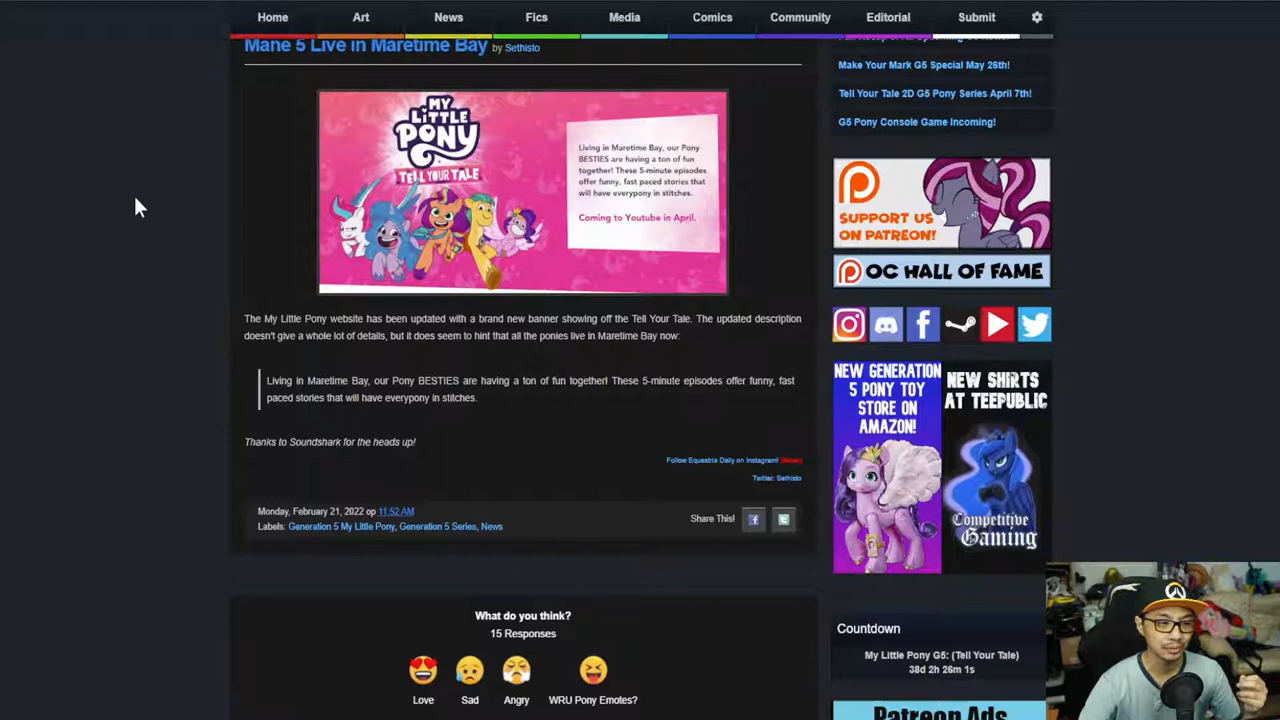 Home
Art
News
Fics
Media
Comics
Community
Editorial
Submit
Mane 5 Live in Maretime Bay by Sethisto
MY
LITTLE
PONY
TELL YOUR TALE
Living in Maretime Bay, our Pony
BESTIES are having a ton of fun
together! These 5-minute episodes
offer funny, fast paced stories that
will have everypony in stitches.
Coming to Youtube in April.
The My Little Pony website has been updated with a brand new banner showing off the Tell Your Tale. The updated description
doesn't give a whole lot of details, but it does seem to hint that all the ponies live in Maretime Bay now:
Living in Maretime Bay, our Pony BESTIES are having a ton of fun together! These 5-minute episodes offer funny, fast
paced stories that will have everypony in stitches.
Thanks to Soundshark for the heads up!
Follow Equestria Daily on Instagram!
Twitter: Sethisto
Monday, February 21, 2022 op 11:52 AM
Labels: Generation 5 My Little Pony, Generation 5 Series, News
Share This!
What do you think?
15 Responses
Love
Sad
Angry
WRU Pony Emotes?
Make Your Mark G5 Special May 26th!
Tell Your Tale 2D G5 Pony Series April 7th!
G5 Pony Console Game Incoming!
SUPPORT US
ON PATREON!
OC HALL OF FAME
NEW GENERATION
5 PONY TOY
STORE ON
AMAZON!
NEW SHIRTS
AT TEEPUBLIC
Competitive
Gaming
Countdown
My Little Pony G5: (Tell Your Tale)
38d 2h 26m 1s
Patreon Ads